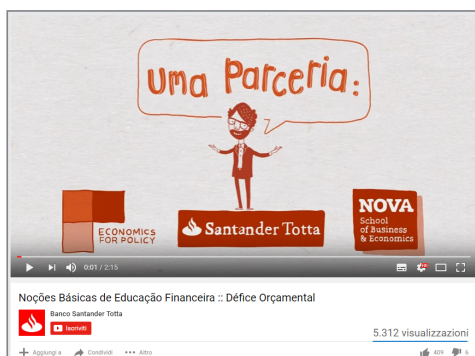 Uma Parceria:
ECONOMICS
FOR POLICY
Santander Totta
NOVA
School
of Business
& Economics
0:01 / 2:15
Noções Básicas de Educação Financeira :: Défice Orçamental
Banco Santander Totta
Iscriviti
5.312 visualizzazioni
Aggiungi a
Condividi
Altro
409
6